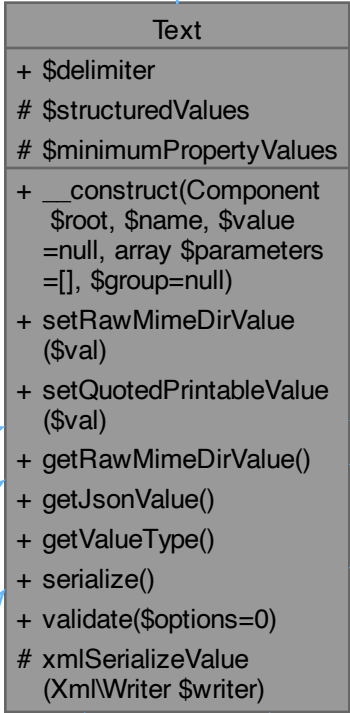 Text
+ $delimiter
# $structuredValues
# $minimumPropertyValues
+ __construct(Component
$root, $name, $value
=null, array $parameters
=[], $group=null)
+ setRawMimeDirValue
($val)
+ setQuotedPrintableValue
($val)
+ getRawMimeDirValue()
+ getJsonValue()
+ getValueType()
+ serialize()
+ validate($options=0)
# xmlSerializeValue
(Xml\Writer $writer)